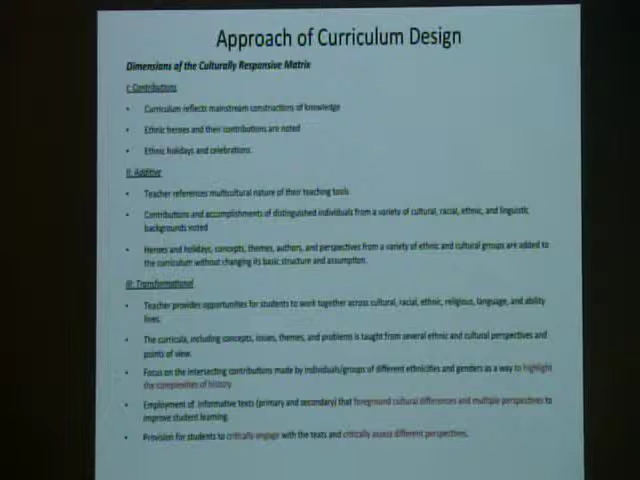 Approach of Curriculum Design
Dimensions of the Culturally Responsive Matrix
I: Contributions
• Curriculum reflects mainstream constructions of knowledge
• Ethnic heroes and their contributions are noted
• Ethnic holidays and celebrations.
II: Additive
• Teacher references multicultural nature of their teaching tools.
• Contributions and accomplishments of distinguished individuals from a variety of cultural, racial, ethnic, and linguistic
backgrounds noted
• Heroes and holidays, concepts, themes, authors, and perspectives from a variety of ethnic and cultural groups are added to
the curriculum without changing its basic structure and assumption.
III: Transformational
• Teacher provides opportunities for students to work together across cultural, racial, ethnic, religious, language, and ability
lines.
• The curricula, including concepts, issues, themes, and problems is taught from several ethnic and cultural perspectives and
points of view.
• Focus on the intersecting contributions made by individuals/groups of different ethnicities and genders as a way to highlight
the complexities of history.
• Employment of informative texts (primary and secondary) that foreground cultural differences and multiple perspectives to
improve student learning.
• Provision for students to critically engage with the texts and critically assess different perspectives.